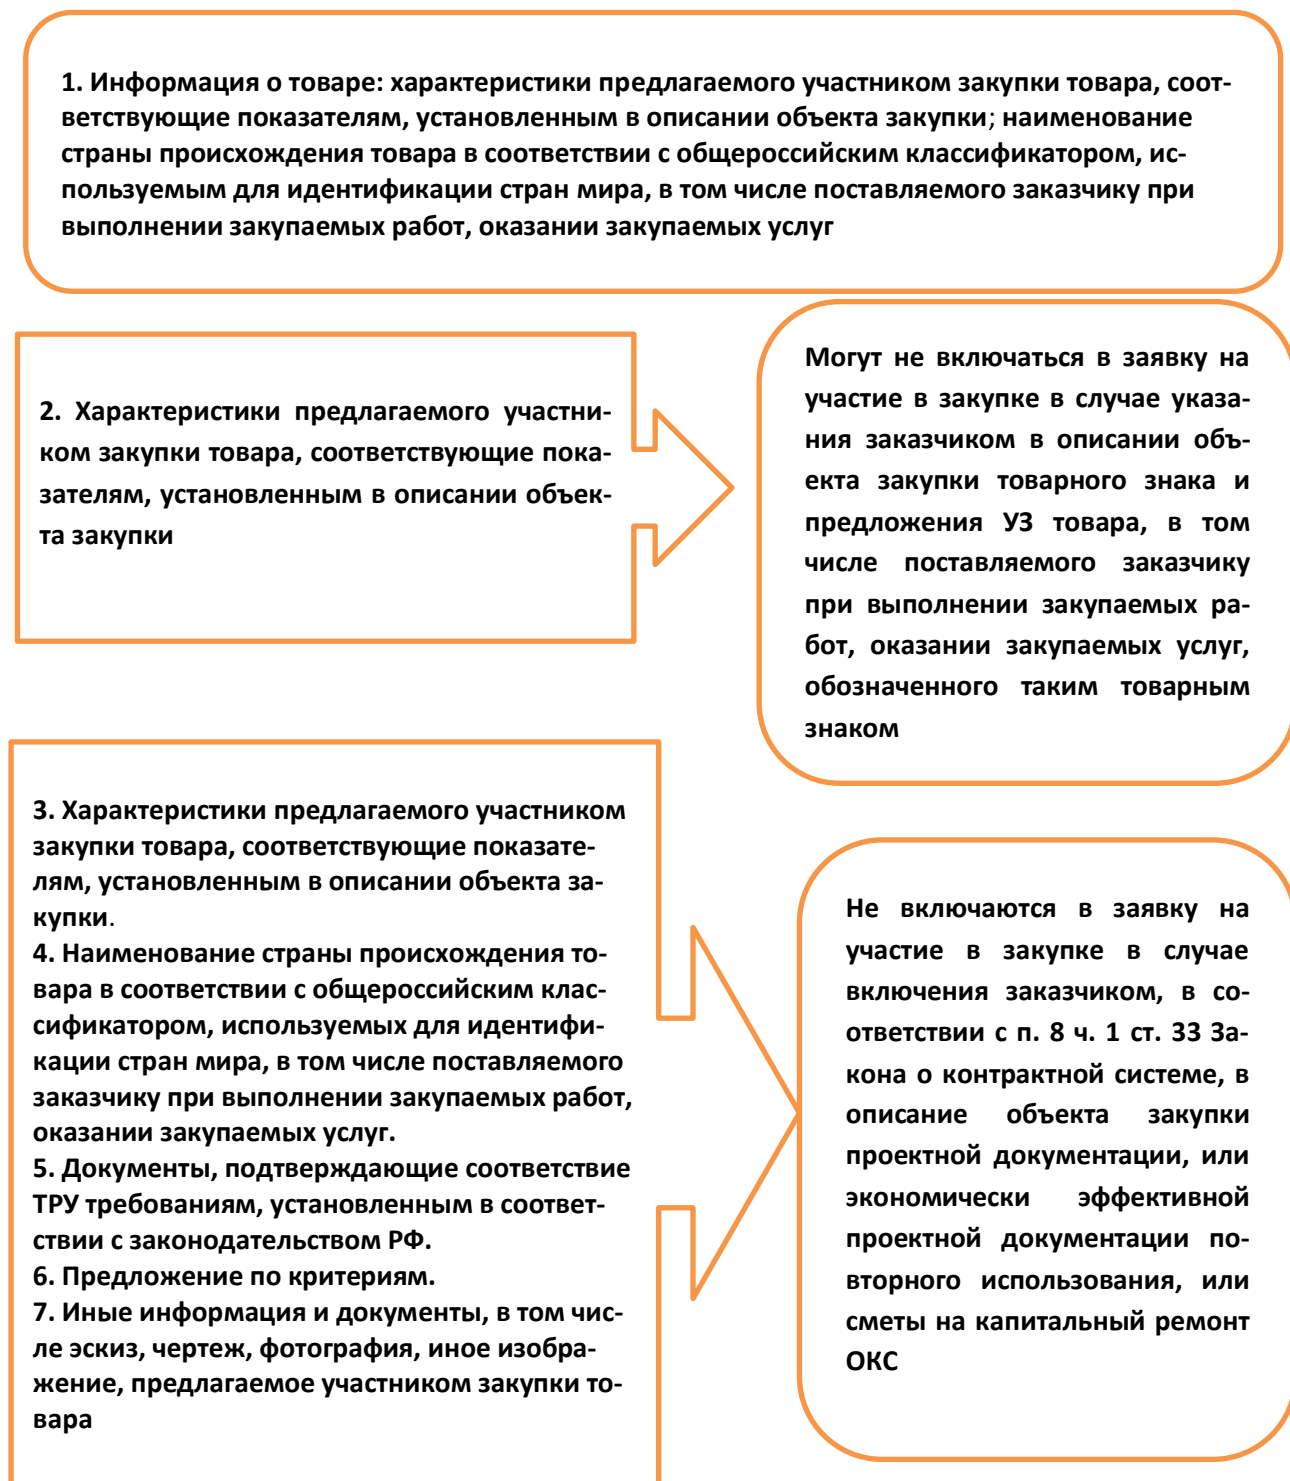 1. Информация о товаре: характеристики предлагаемого участником закупки товара, соот-
ветствующие показателям, установленным в описании объекта закупки; наименование
страны происхождения товара в соответствии с общероссийским классификатором, ис-
пользуемым для идентификации стран мира, в том числе поставляемого заказчику при
выполнении закупаемых работ, оказании закупаемых услуг
2. Характеристики предлагаемого участни-
ком закупки товара, соответствующие пока-
зателям, установленным в описании объек-
та закупки
Могут не включаться в заявку на
участие в закупке в случае указа-
ния заказчиком в описании объ-
екта закупки товарного знака и
предложения УЗ товара, в том
числе поставляемого заказчику
при выполнении закупаемых ра-
бот, оказании закупаемых услуг,
обозначенного таким товарным
знаком
3. Характеристики предлагаемого участником
закупки товара, соответствующие показате-
лям, установленным в описании объекта за-
купки.
4. Наименование страны происхождения то-
вара в соответствии с общероссийским клас-
сификатором, используемых для идентифи-
кации стран мира, в том числе поставляемого
заказчику при выполнении закупаемых работ,
оказании закупаемых услуг.
5. Документы, подтверждающие соответствие
ТРУ требованиям, установленным в соответ-
ствии с законодательством РФ.
6. Предложение по критериям.
7. Иные информация и документы, в том чис-
ле эскиз, чертеж, фотография, иное изобра-
жение, предлагаемое участником закупки то-
вара
Не включаются в заявку на
участие в закупке в случае
включения заказчиком, в со-
ответствии с п. 8 ч. 1 ст. 33 За-
кона о контрактной системе, в
описание объекта закупки
проектной документации, или
экономически эффективной
проектной документации по-
вторного использования, или
сметы на капитальный ремонт
ОКС